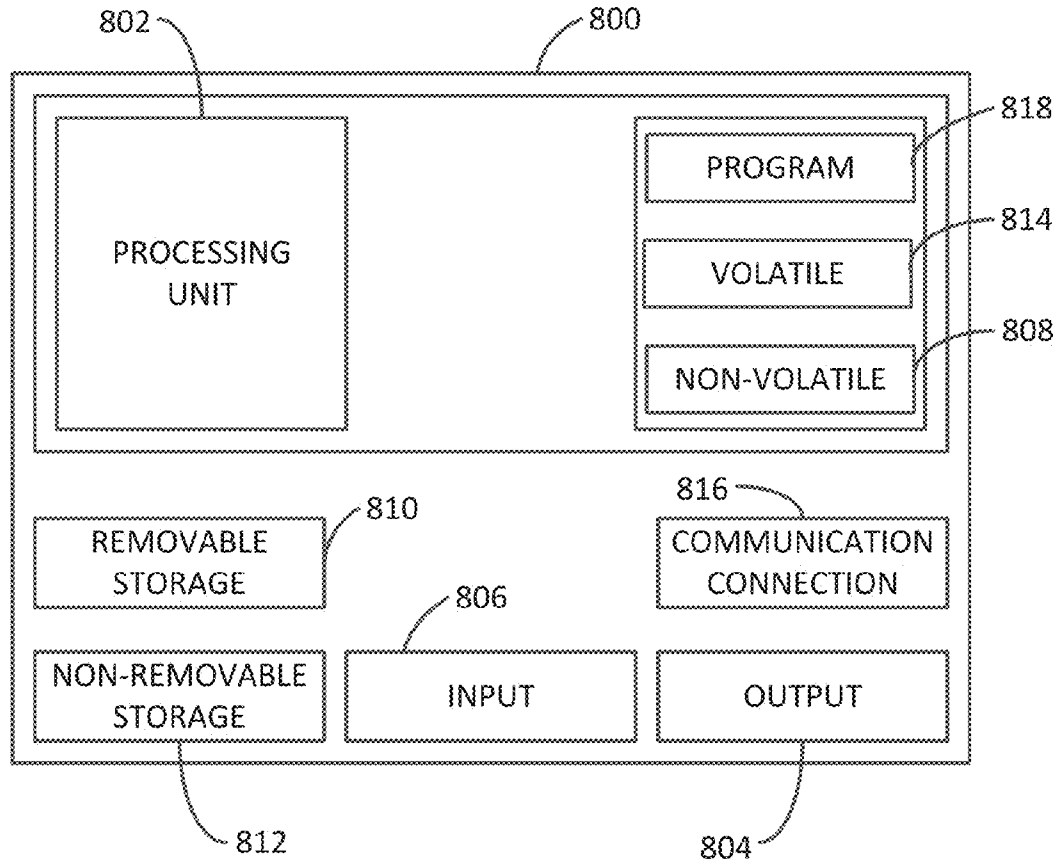 802
800
818
PROGRAM
814
PROCESSING
UNIT
VOLATILE
808
NON-VOLATILE
816
810
REMOVABLE
STORAGE
COMMUNICATION
CONNECTION
806
NON-REMOVABLE
STORAGE
INPUT
OUTPUT
812
804